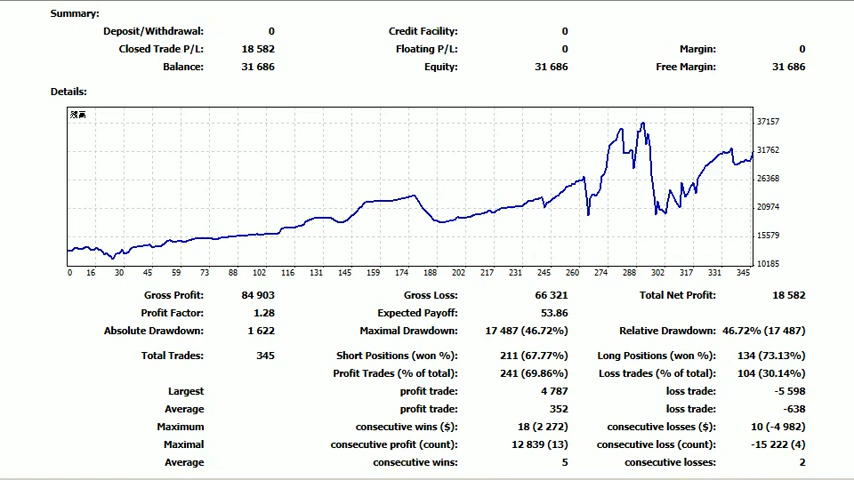 Summary:
Deposit/Withdrawal: 0 Credit Facility: 0
Closed Trade P/L: 18 582 Floating P/L: 0 Margin: 0
Balance: 31 686 Equity: 31 686 Free Margin: 31 686
Details:
残高
37157
31762
26368
20974
15579
10185
0 16 30 45 59 73 88 102 116 131 145 159 174 188 202 217 231 245 260 274 288 302 317 331 345
Gross Profit: 84 903 Gross Loss: 66 321 Total Net Profit: 18 582
Profit Factor: 1.28 Expected Payoff: 53.86
Absolute Drawdown: 1 622 Maximal Drawdown: 17 487 (46.72%) Relative Drawdown: 46.72% (17 487)
Total Trades: 345 Short Positions (won %): 211 (67.77%) Long Positions (won %): 134 (73.13%)
Profit Trades (% of total): 241 (69.86%) Loss trades (% of total): 104 (30.14%)
Largest profit trade: 4 787 loss trade: -5 598
Average profit trade: 352 loss trade: -638
Maximum consecutive wins ($): 18 (2 272) consecutive losses ($): 10 (-4 982)
Maximal consecutive profit (count): 12 839 (13) consecutive loss (count): -15 222 (4)
Average consecutive wins: 5 consecutive losses: 2